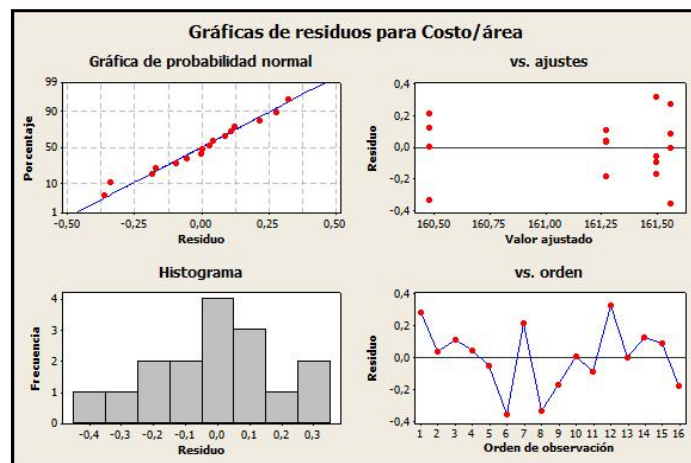 Gráficas de residuos para Costo/área
Gráfica de probabilidad normal
99
90
50
10
1
Porcentaje
-0,50 -0,25 0,00 0,25 0,50
Residuo
vs. ajustes
0,4
0,2
0,0
-0,2
-0,4
Residuo
160,50 160,75 161,00 161,25 161,50
Valor ajustado
Histograma
4
3
2
1
0
Frecuencia
-0,4 -0,3 -0,2 -0,1 0,0 0,1 0,2 0,3
Residuo
vs. orden
0,4
0,2
0,0
-0,2
-0,4
Residuo
1 2 3 4 5 6 7 8 9 10 11 12 13 14 15 16
Orden de observación